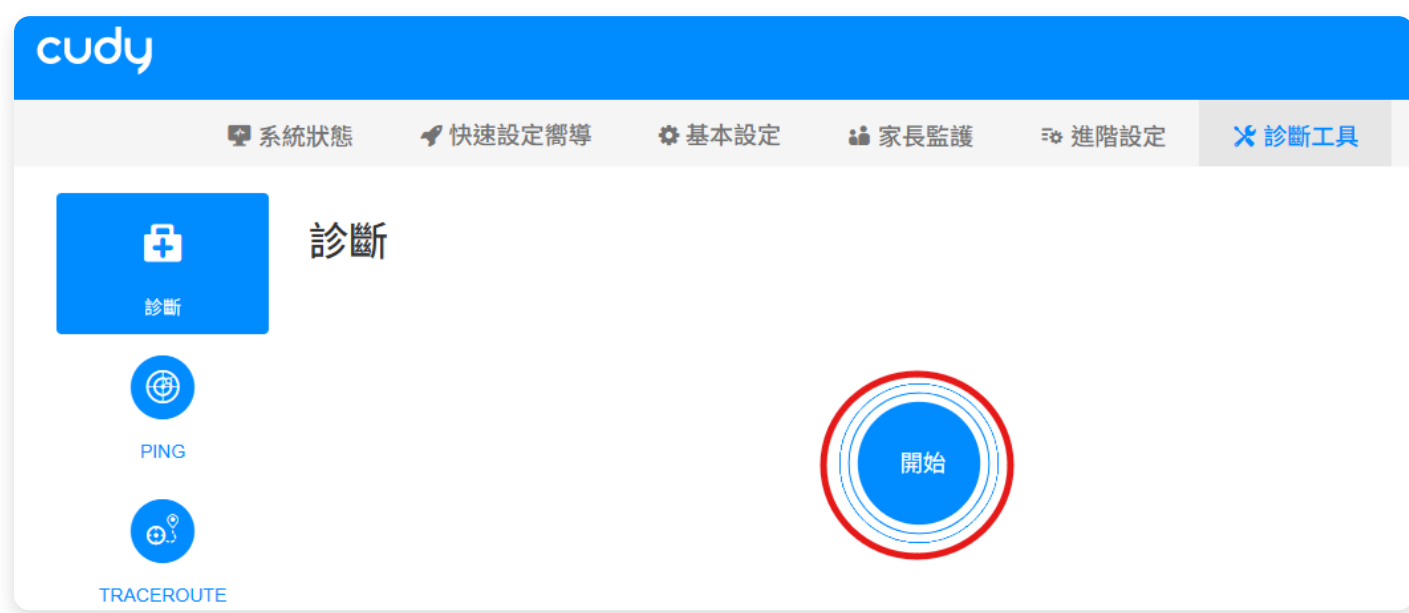 cudy
系統狀態
快速設定嚮導
基本設定
家長監護
進階設定
診斷工具
診斷
診斷
PING
TRACEROUTE
開始